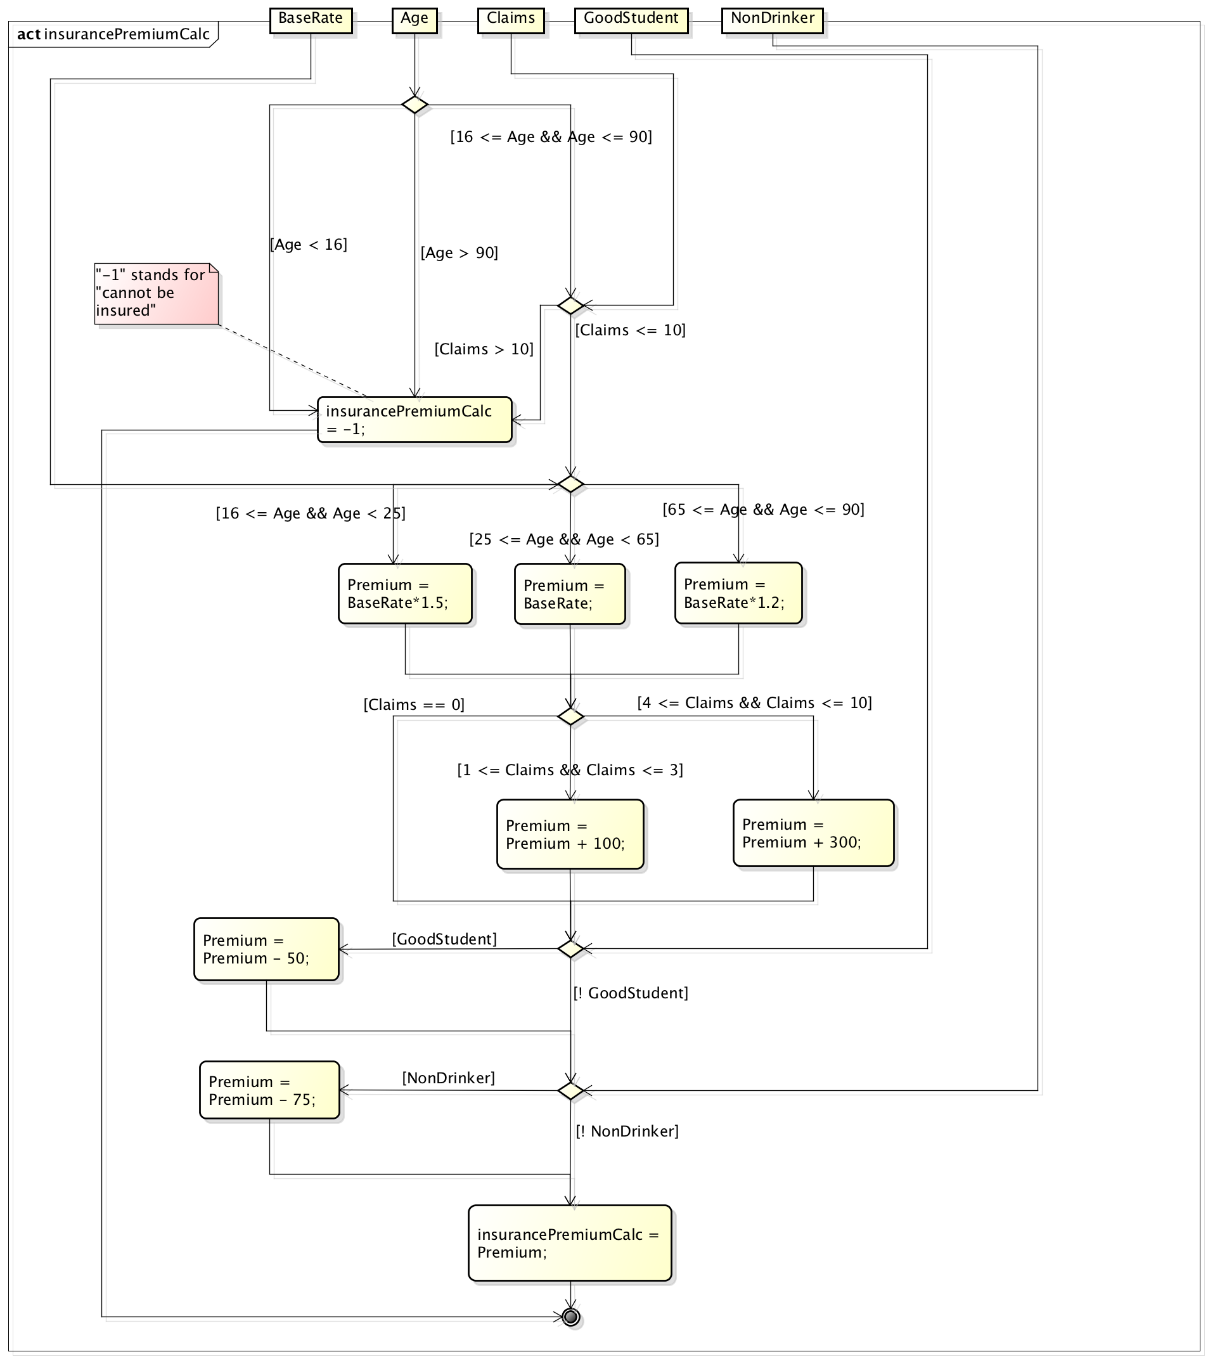 BaseRate
Age
Claims
GoodStudent
NonDrinker
act insurancePremiumCalc
[16 <= Age && Age <= 90]
[Age < 16]
[Age > 90]
"-1" stands for
"cannot be
insured"
[Claims <= 10]
[Claims > 10]
insurancePremiumCalc
= -1;
[16 <= Age && Age < 25]
[65 <= Age && Age <= 90]
[25 <= Age && Age < 65]
Premium =
BaseRate*1.5;
Premium =
BaseRate;
Premium =
BaseRate*1.2;
[Claims == 0]
[4 <= Claims && Claims <= 10]
[1 <= Claims && Claims <= 3]
Premium =
Premium + 100;
Premium =
Premium + 300;
[GoodStudent]
Premium =
Premium - 50;
[! GoodStudent]
[NonDrinker]
Premium =
Premium - 75;
[! NonDrinker]
insurancePremiumCalc =
Premium;